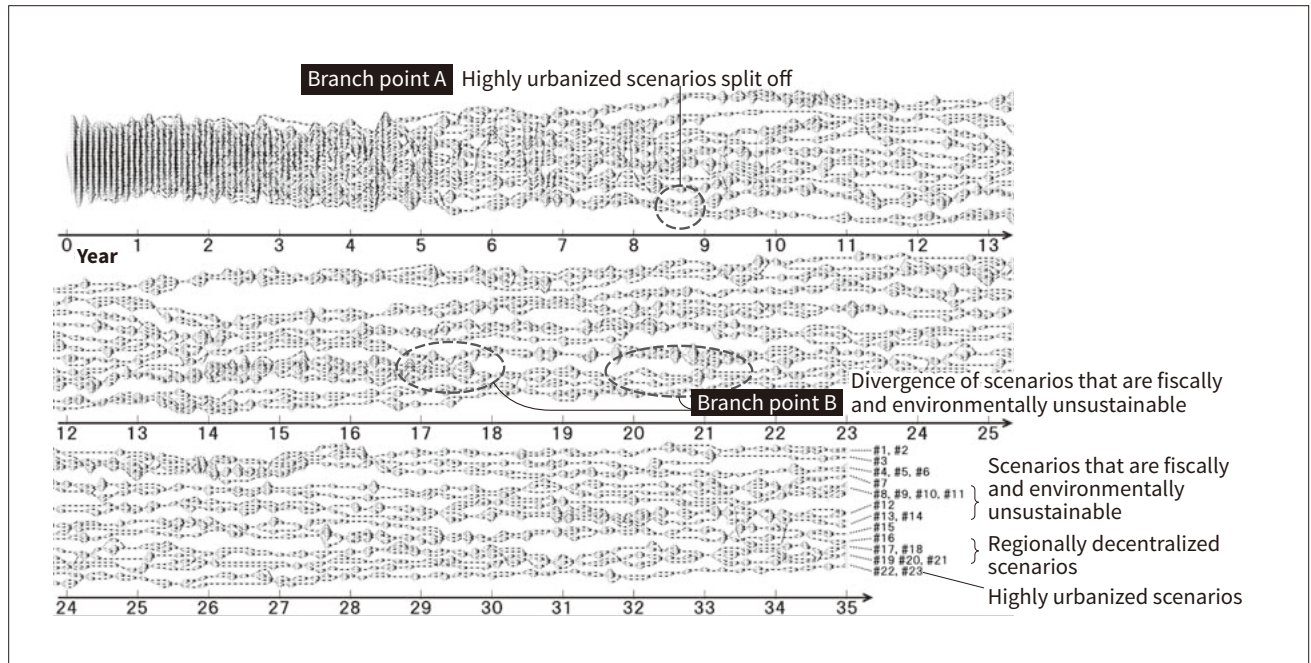 Branch point A Highly urbanized scenarios split off
0 1 2 3 4 5 6 7 8 9 10 11 12 13
Year
Branch point B Divergence of scenarios that are fiscally
and environmentally unsustainable
12 13 14 15 16 17 18 19 20 21 22 23 24 25
#1, #2
#3
#4, #5, #6
#7
#8, #9, #10, #11
#12
#13, #14
#15
#16
#17, #18
#19 #20, #21
#22, #23
Scenarios that are fiscally
and environmentally
unsustainable
Regionally decentralized
scenarios
Highly urbanized scenarios
24 25 26 27 28 29 30 31 32 33 34 35